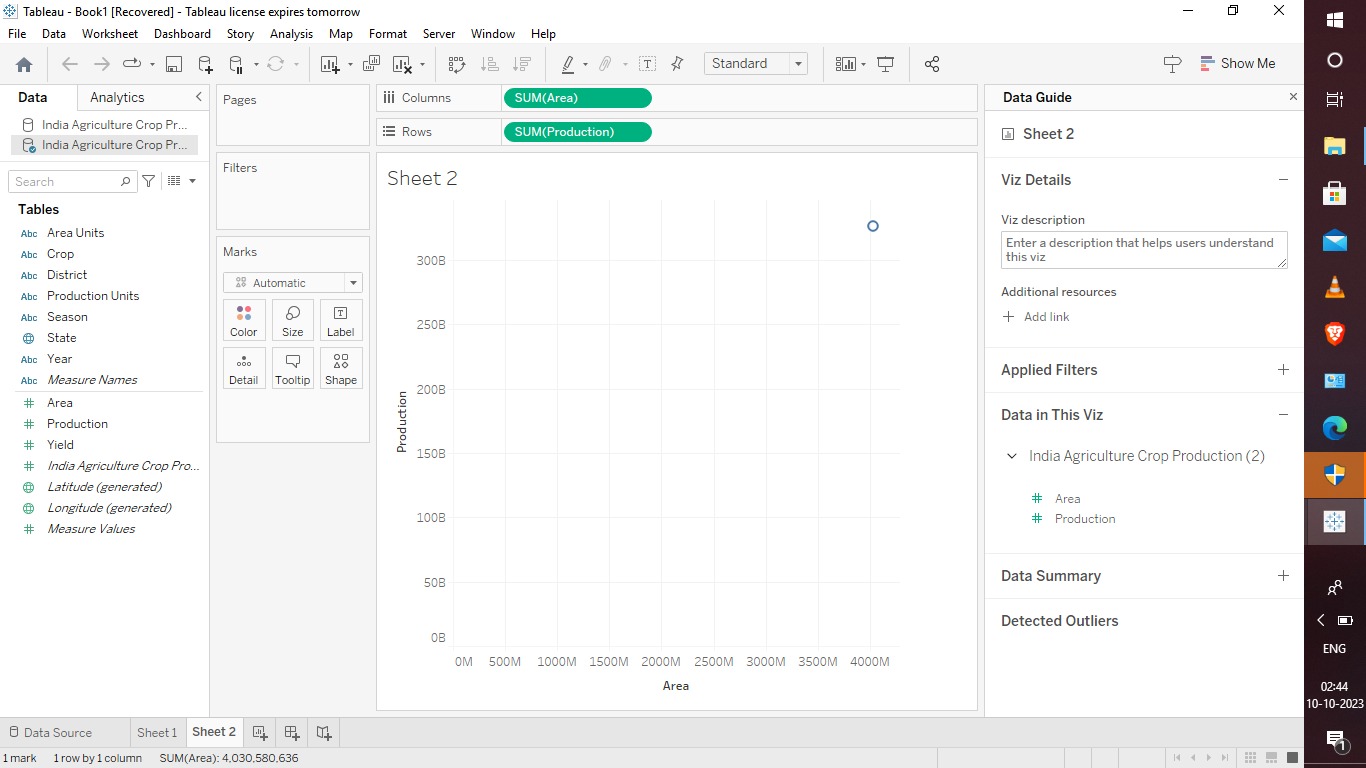 Tableau - Book1 [Recovered] - Tableau license expires tomorrow
File Data Worksheet Dashboard Story Analysis Map Format Server Window Help
Standard
Show Me
Data Analytics
India Agriculture Crop Pr...
India Agriculture Crop Pr...
Search
Tables
Abc Area Units
Abc Crop
Abc District
Abc Production Units
Abc Season
State
Abc Year
Abc Measure Names
Area
Production
Yield
India Agriculture Crop Pro...
Latitude (generated)
Longitude (generated)
Measure Values
Pages
Filters
Marks
Automatic
Color Size Label
Detail Tooltip Shape
Columns SUM(Area)
Rows SUM(Production)
Sheet 2
300B
250B
200B
150B
100B
50B
0B
Production
0M 500M 1000M 1500M 2000M 2500M 3000M 3500M 4000M
Area
Data Guide
Sheet 2
Viz Details
Viz description
Enter a description that helps users understand
this viz
Additional resources
Add link
Applied Filters
Data in This Viz
India Agriculture Crop Production (2)
Area
Production
Data Summary
Detected Outliers
Data Source Sheet 1 Sheet 2
1 mark 1 row by 1 column SUM(Area): 4,030,580,636
ENG
02:44
10-10-2023
1